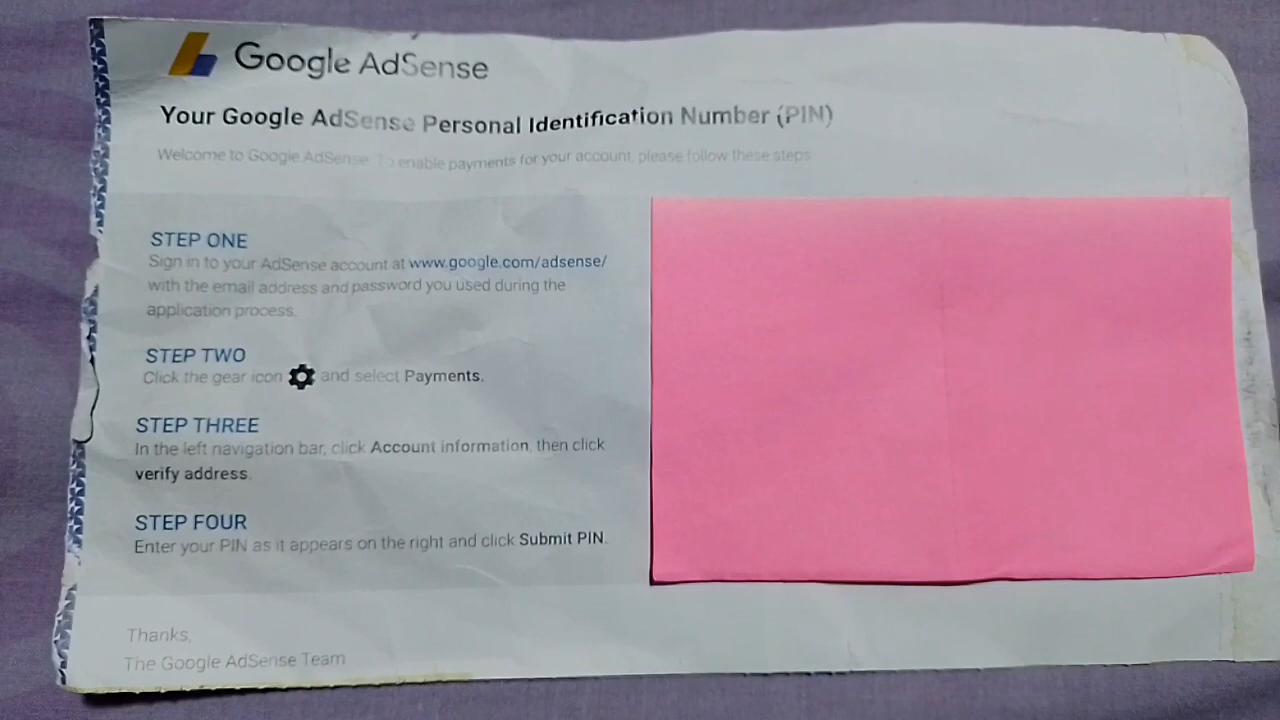 Google AdSense
Your Google AdSense Personal Identification Number (PIN)
Welcome to Google AdSense. To enable payments for your account, please follow these steps
STEP ONE
Sign in to your AdSense account at www.google.com/adsense/
with the email address and password you used during the
application process.
STEP TWO
Click the gear icon and select Payments.
STEP THREE
In the left navigation bar, click Account information, then click
verify address.
STEP FOUR
Enter your PIN as it appears on the right and click Submit PIN.
Thanks,
The Google AdSense Team